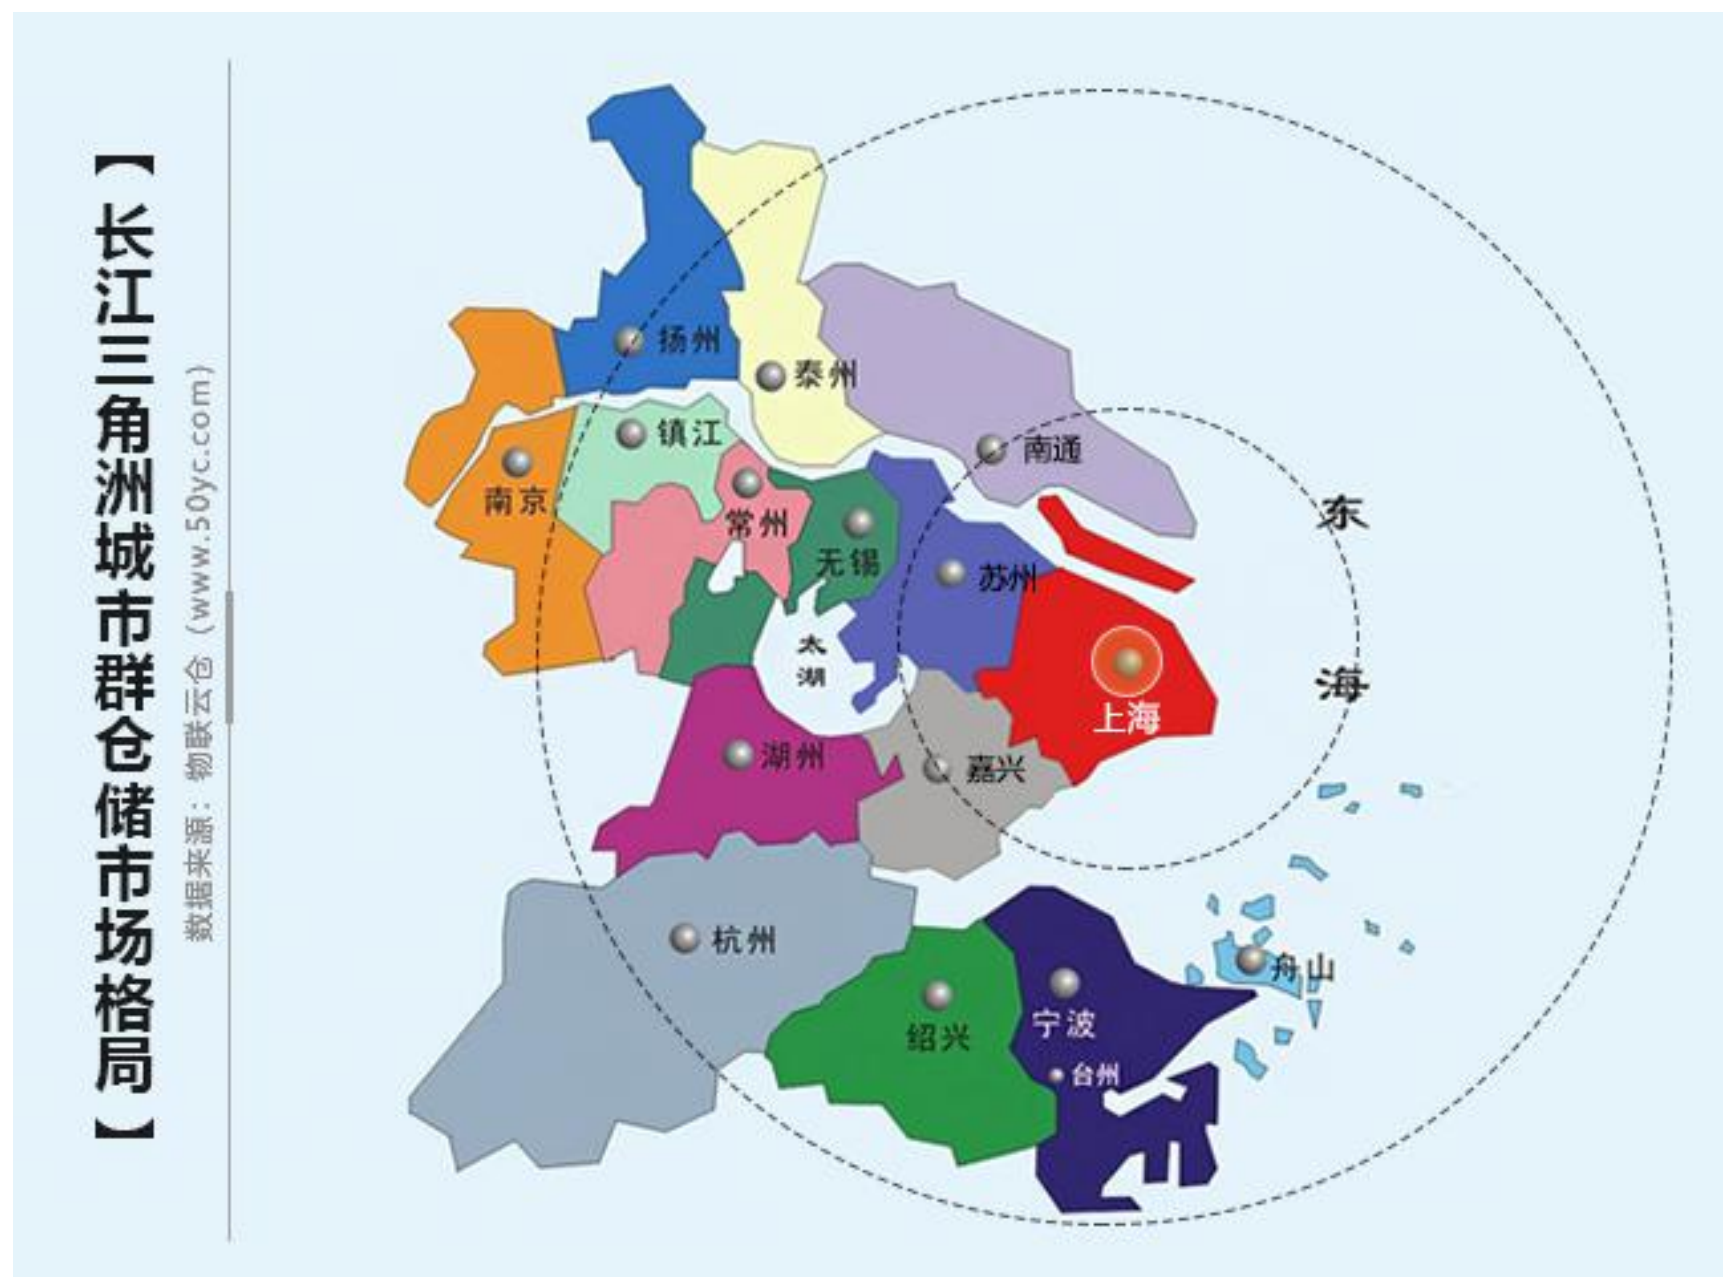 【长江三角洲城市群仓储市场格局】
数据来源：物联云仓（www.50yc.com）
扬州
泰州
镇江
南通
南京
常州
无锡
苏州
东
海
太
湖
上海
湖州
嘉兴
杭州
舟山
绍兴
宁波
台州